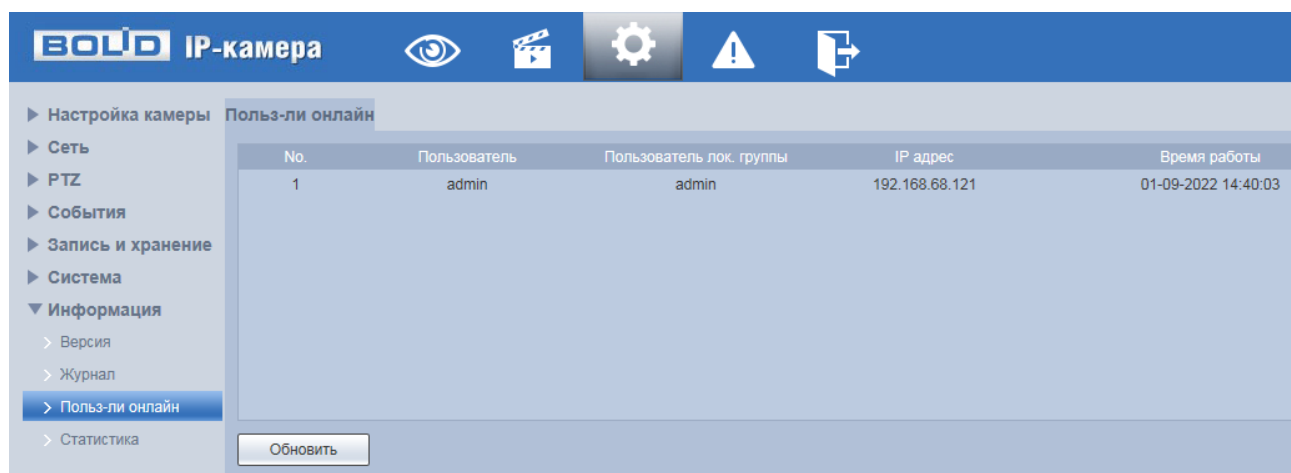 BOLID IP-камера
Настройка камеры
Сеть
PTZ
События
Запись и хранение
Система
Информация
Версия
Журнал
Польз-ли онлайн
Статистика
Польз-ли онлайн
No. Пользователь Пользователь лок. группы IP адрес Время работы
1 admin admin 192.168.68.121 01-09-2022 14:40:03
Обновить